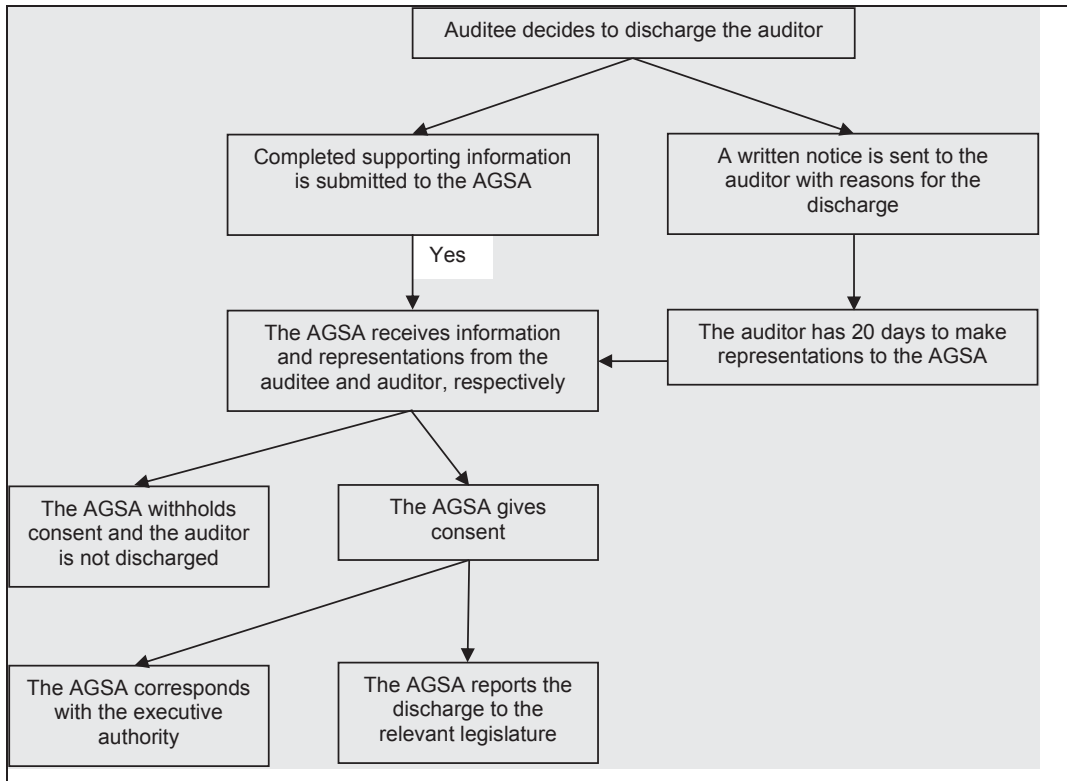 Auditee decides to discharge the auditor
Completed supporting information
is submitted to the AGSA
A written notice is sent to the
auditor with reasons for the
discharge
Yes
The AGSA receives information
and representations from the
auditee and auditor, respectively
The auditor has 20 days to make
representations to the AGSA
The AGSA withholds
consent and the auditor
is not discharged
The AGSA gives
consent
The AGSA corresponds
with the executive
authority
The AGSA reports the
discharge to the
relevant legislature